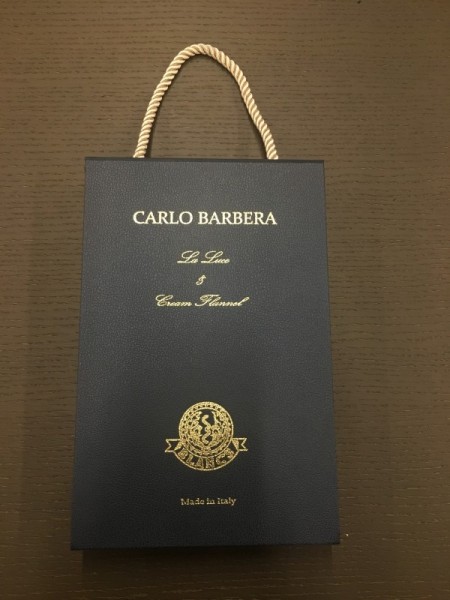 CARLO BARBERA
La Luce
&
Cream Flannel
Made in Italy